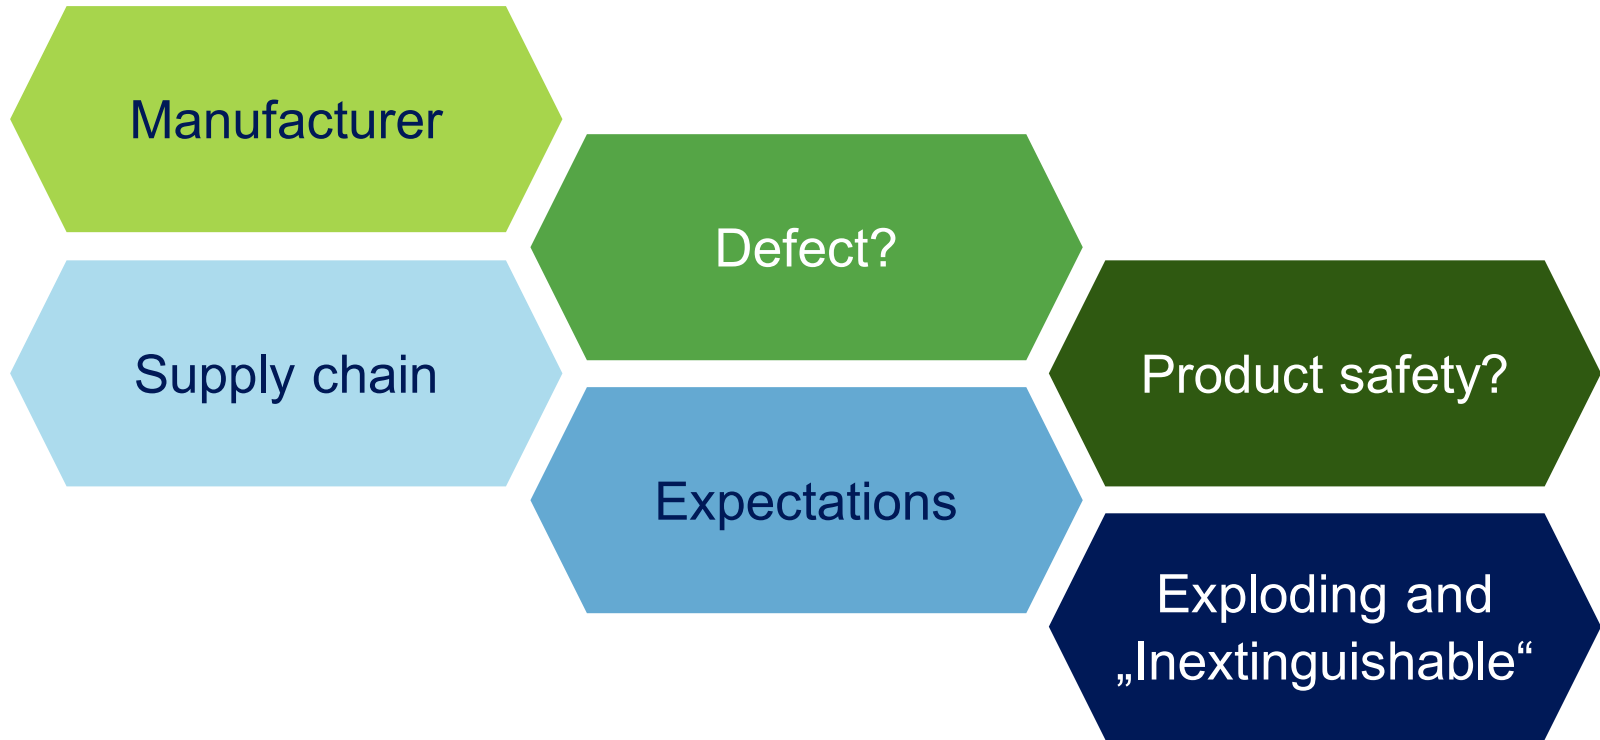 Manufacturer
Defect?
Supply chain
Product safety?
Expectations
Exploding and
„Inextinguishable“